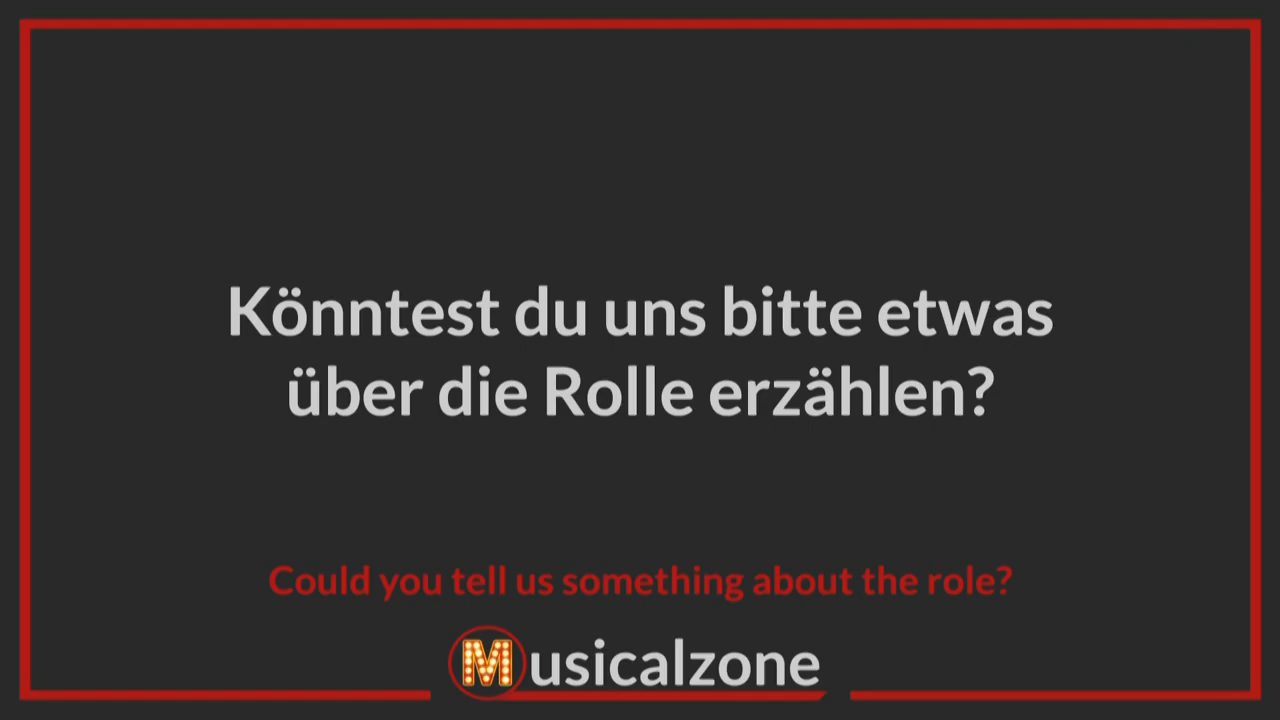 Könntest du uns bitte etwas
über die Rolle erzählen?
Could you tell us something about the role?
Musicalzone